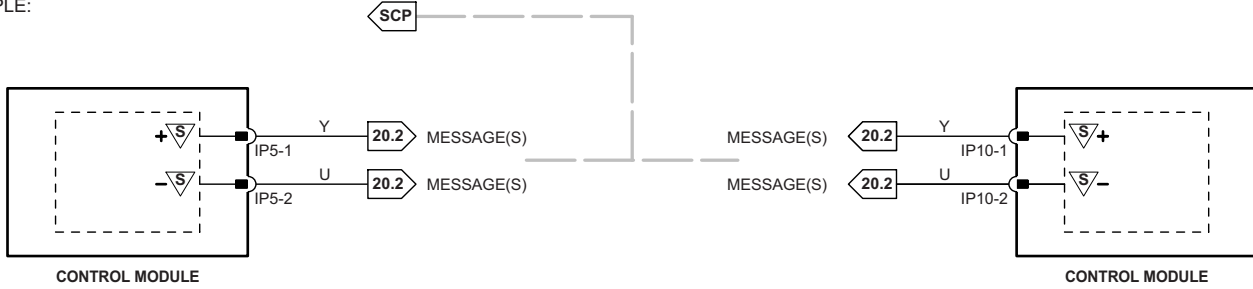 PLE:
SCP
+ S Y 20.2 MESSAGE(S) MESSAGE(S) 20.2 Y S +
IP5-1 IP10-1
– S U 20.2 MESSAGE(S) MESSAGE(S) 20.2 U S –
IP5-2 IP10-2
CONTROL MODULE CONTROL MODULE